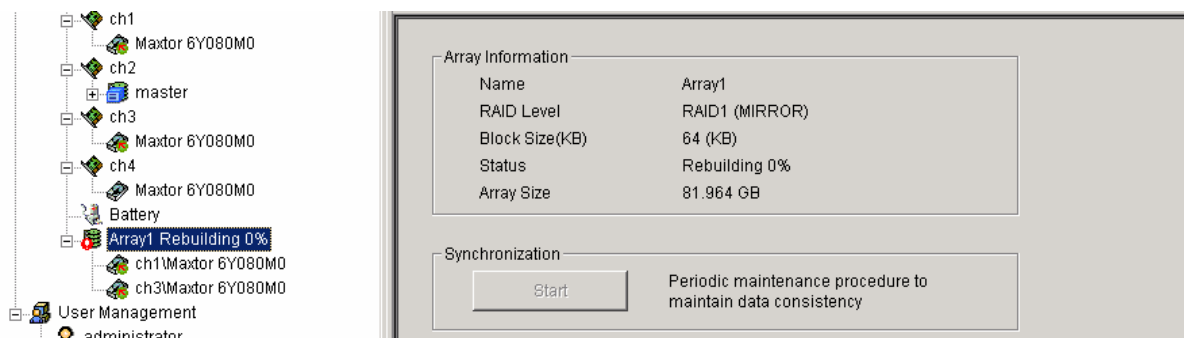 ch1
Maxtor 6Y080M0
ch2
master
ch3
Maxtor 6Y080M0
ch4
Maxtor 6Y080M0
Battery
Array1 Rebuilding 0%
ch1\Maxtor 6Y080M0
ch3\Maxtor 6Y080M0
User Management
administrator
Array Information
Name Array1
RAID Level RAID1 (MIRROR)
Block Size(KB) 64 (KB)
Status Rebuilding 0%
Array Size 81.964 GB
Synchronization
Start
Periodic maintenance procedure to
maintain data consistency